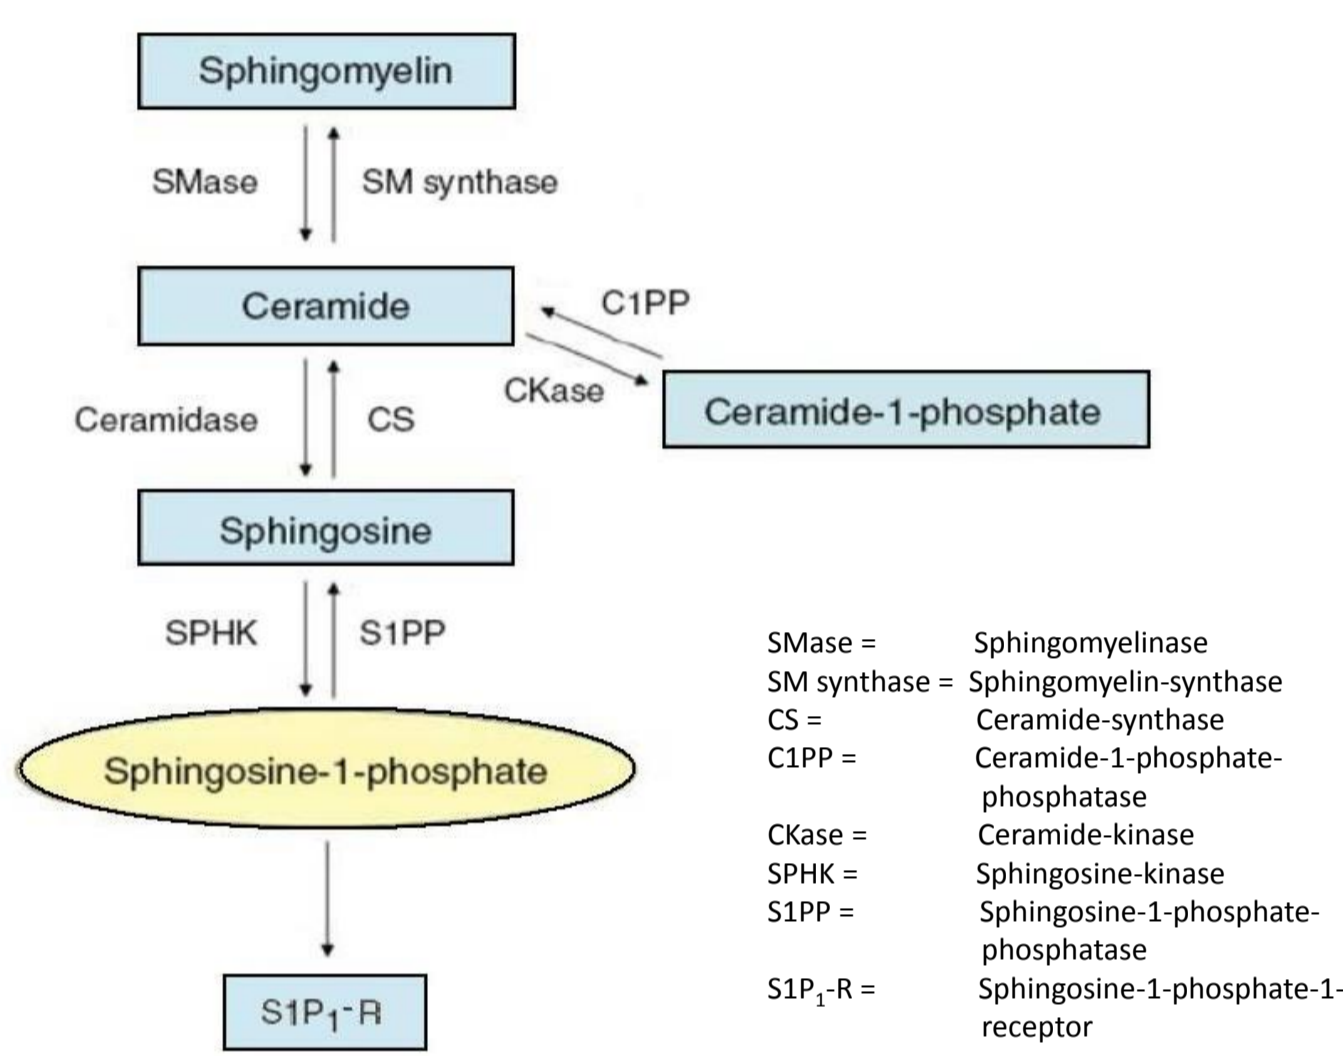 Sphingomyelin
SMase
SM synthase
Ceramide
C1PP
CKase
Ceramide-1-phosphate
Ceramidase
CS
Sphingosine
SPHK
S1PP
Sphingosine-1-phosphate
S1P1-R
SMase = Sphingomyelinase
SM synthase = Sphingomyelin-synthase
CS = Ceramide-synthase
C1PP = Ceramide-1-phosphate-
phosphatase
CKase = Ceramide-kinase
SPHK = Sphingosine-kinase
S1PP = Sphingosine-1-phosphate-
phosphatase
S1P1-R = Sphingosine-1-phosphate-1-
receptor